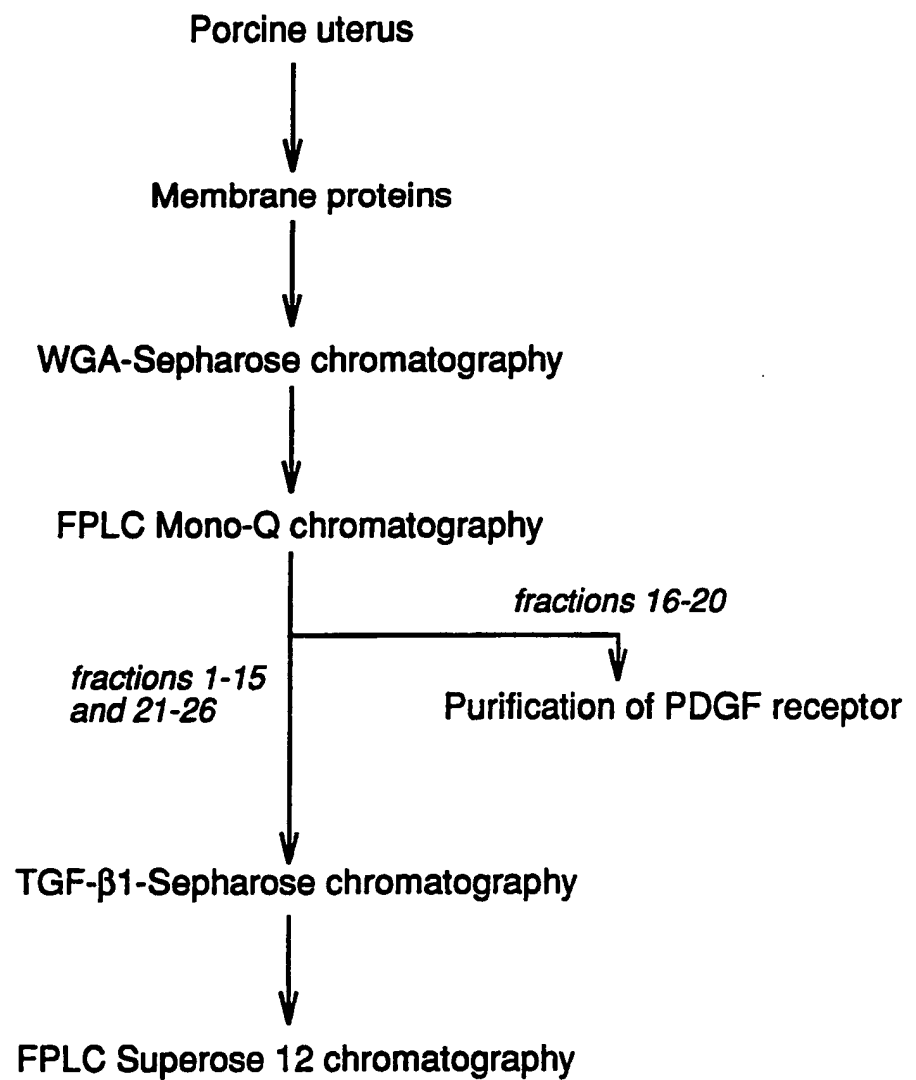 Porcine uterus
Membrane proteins
WGA-Sepharose chromatography
FPLC Mono-Q chromatography
fractions 16-20
fractions 1-15
and 21-26
Purification of PDGF receptor
TGF-β1-Sepharose chromatography
FPLC Superose 12 chromatography